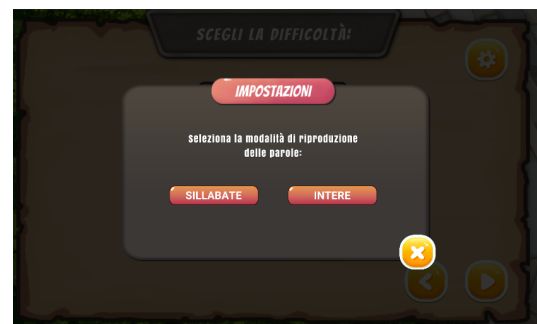 SCEGLI LA DIFFICOLTÀ:
IMPOSTAZIONI
Seleziona la modalità di riproduzione
delle parole:
SILLABATE
INTERE